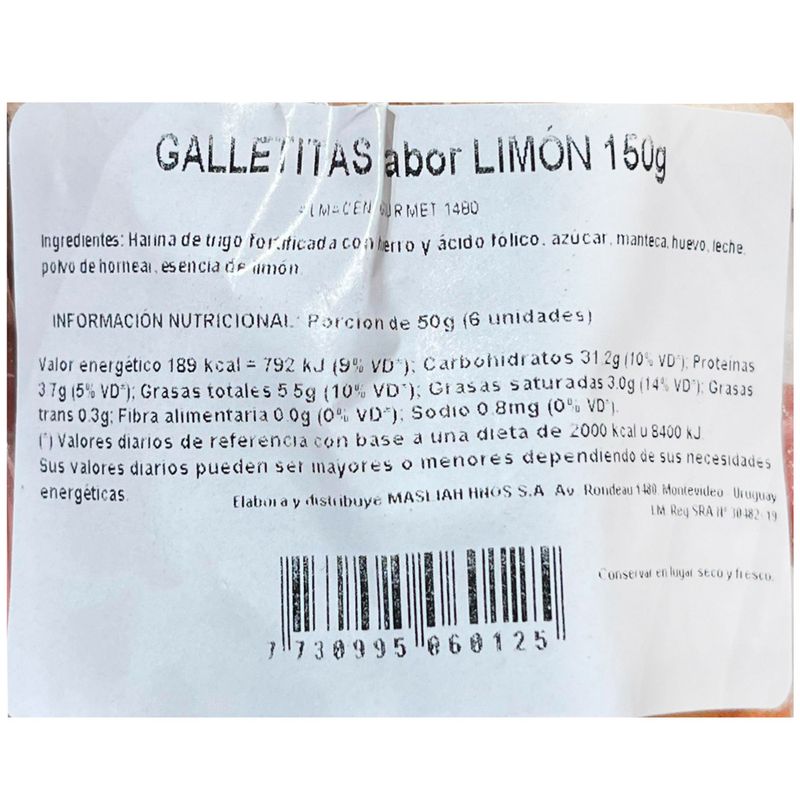 GALLETITAS abor LIMÓN 150g
ALMACEN GURMET 1480
Ingredientes: Harina de trigo fortificada con hierro y ácido fólico, azúcar, manteca, huevo, leche,
polvo de hornear, esencia de limón
INFORMACIÓN NUTRICIONAL: Porcion de 50g (6 unidades)
Valor energético 189 kcal = 792 kJ (9% VD*); Carbohidratos 31.2g (10% VD*); Proteínas
3.7g (5% VD*); Grasas totales 5.5g (10% VD*); Grasas saturadas 3.0g (14% VD*); Grasas
trans 0.3g; Fibra alimentaria 0.0g (0% VD*); Sodio 0.8mg (0% VD*).
(*) Valores diarios de referencia con base a una dieta de 2000 kcal u 8400 kJ.
Sus valores diarios pueden ser mayores o menores dependiendo de sus necesidades
energéticas.
Elabora y distribuye MASLIAH HNOS S.A. Av. Rondeau 1480. Montevideo - Uruguay
I.M. Reg SRA Nº 30482-19
Conservar en lugar seco y fresco.
7 730995 060125